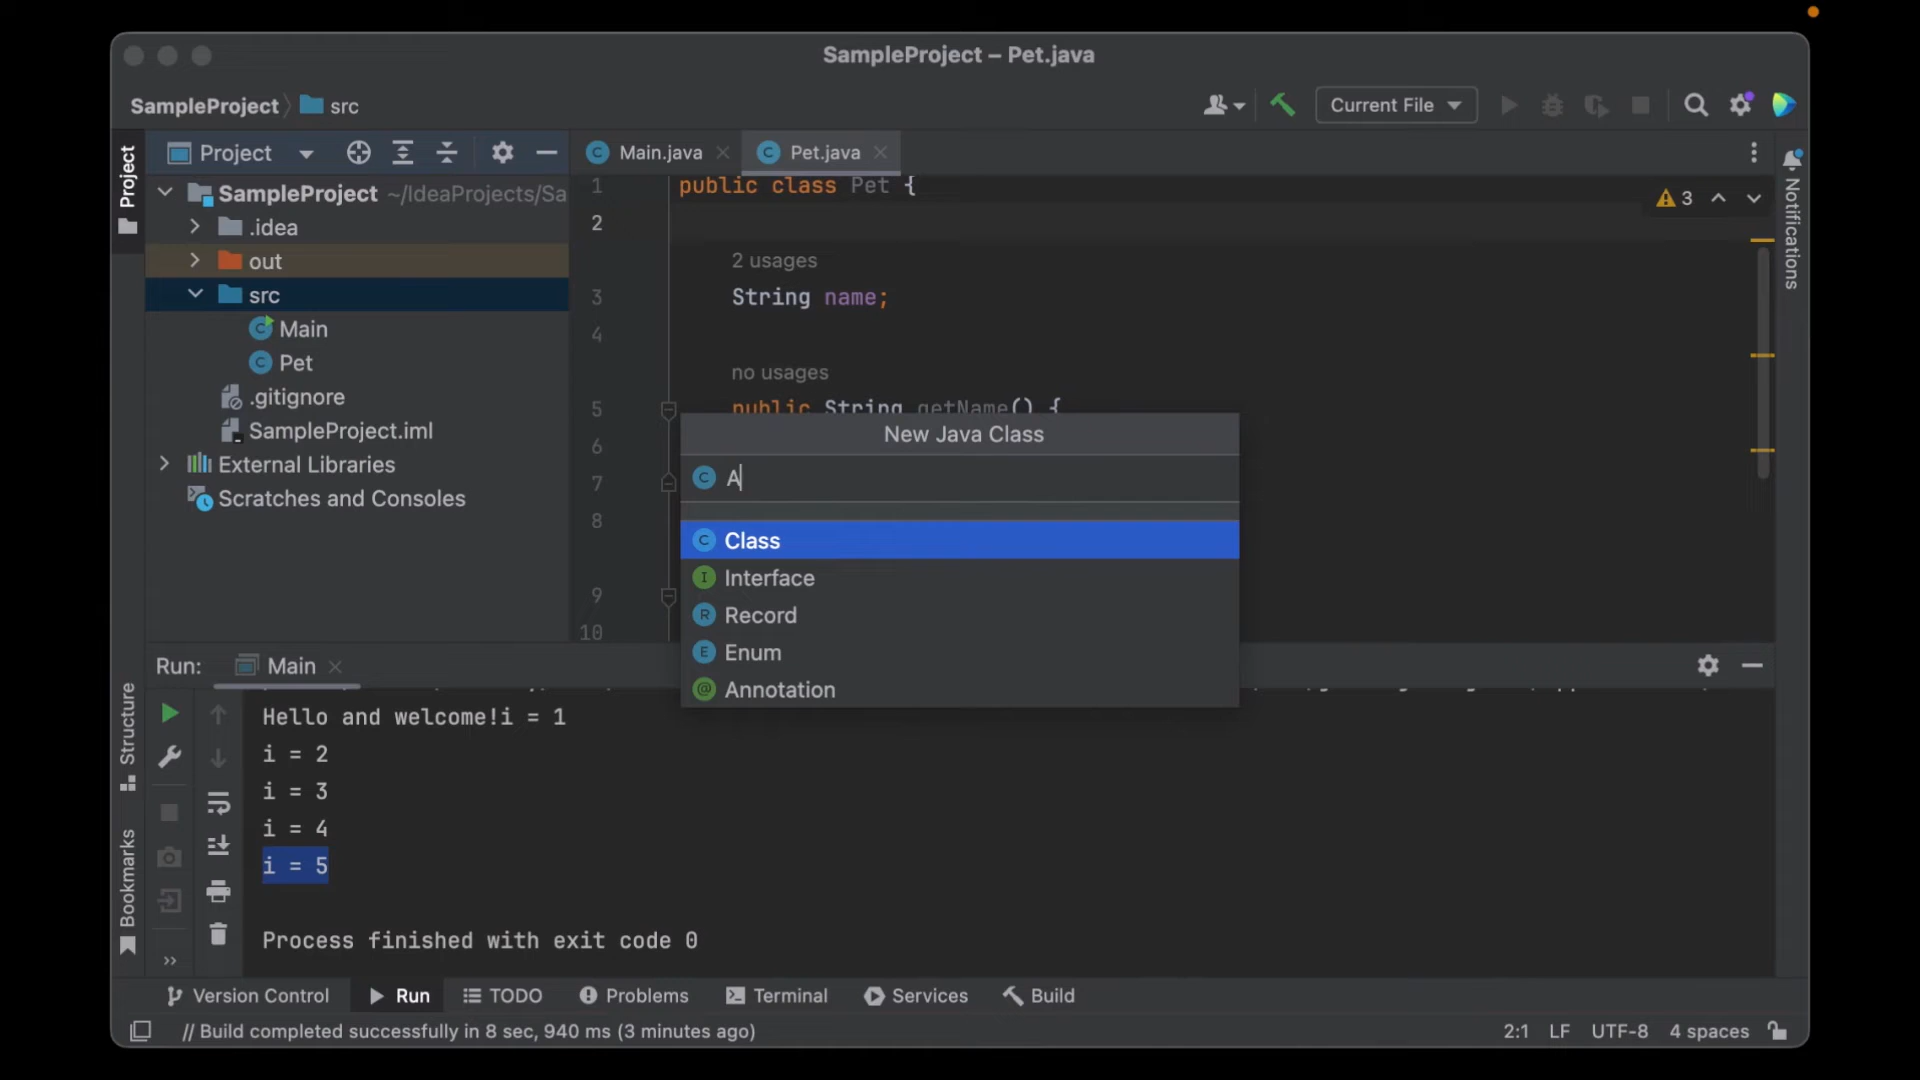 SampleProject – Pet.java
SampleProject
src
Current File
Project
Project
Main.java
Pet.java
Notifications
SampleProject ~/IdeaProjects/Sa
.idea
out
src
Main
Pet
.gitignore
SampleProject.iml
External Libraries
Scratches and Consoles
1 public class Pet {
2
2 usages
3 String name;
4
no usages
5 public String getName() {
6
7
8
9
10
3
New Java Class
A
Class
Interface
Record
Enum
Annotation
Run:
Main
Hello and welcome!i = 1
i = 2
i = 3
i = 4
i = 5
Process finished with exit code 0
Structure
Bookmarks
Version Control
Run
TODO
Problems
Terminal
Services
Build
// Build completed successfully in 8 sec, 940 ms (3 minutes ago)
2:1
LF
UTF-8
4 spaces